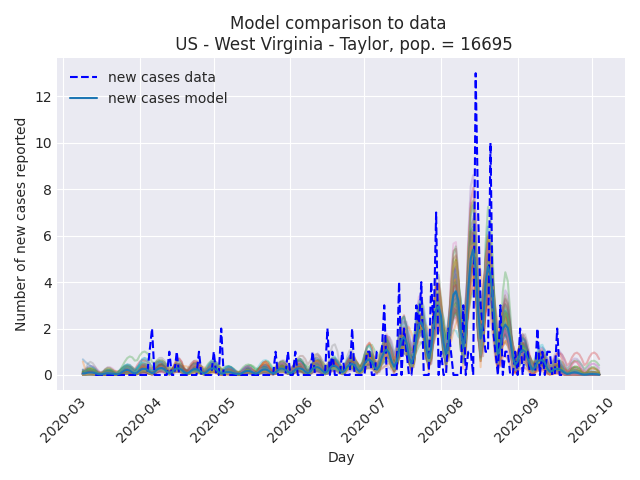 Model comparison to data
US - West Virginia - Taylor, pop. = 16695
new cases data
new cases model
Number of new cases reported
12
10
8
6
4
2
0
2020-03
2020-04
2020-05
2020-06
2020-07
2020-08
2020-09
2020-10
Day